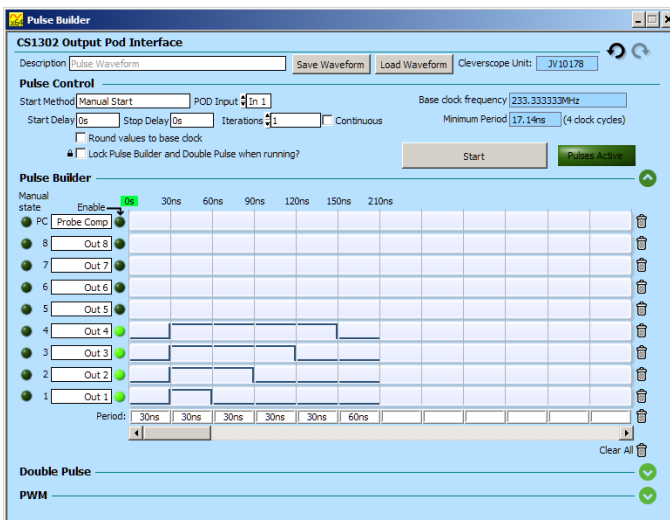 x64 Pulse Builder
CS1302 Output Pod Interface
Description Pulse Waveform Save Waveform Load Waveform Cleverscope Unit: JV10178
Pulse Control
Start Method Manual Start POD Input In 1 Base clock frequency 233.333333MHz
Start Delay 0s Stop Delay 0s Iterations 1 Continuous Minimum Period 17.14ns (4 clock cycles)
Round values to base clock
Lock Pulse Builder and Double Pulse when running? Start Pulses Active
Pulse Builder
Manual state Enable 0s 30ns 60ns 90ns 120ns 150ns 210ns
PC Probe Comp
8 Out 8
7 Out 7
6 Out 6
5 Out 5
4 Out 4
3 Out 3
2 Out 2
1 Out 1
Period: 30ns 30ns 30ns 30ns 30ns 60ns
Clear All
Double Pulse
PWM